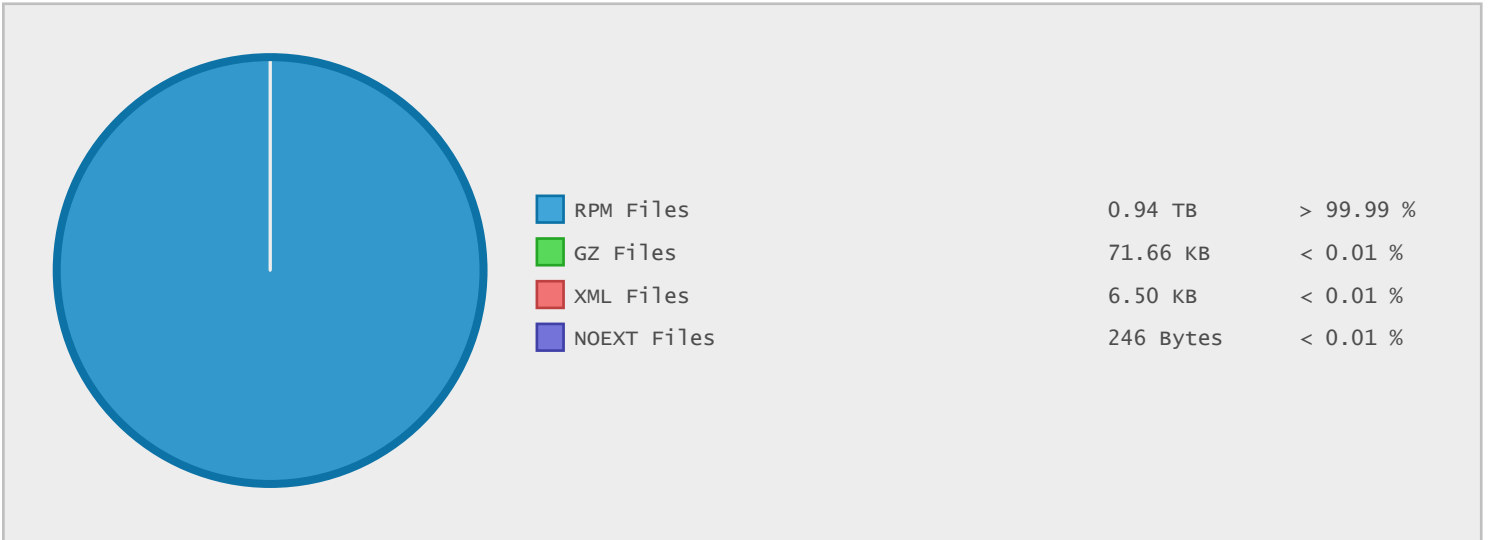 RPM Files 0.94 TB > 99.99 %
GZ Files 71.66 KB < 0.01 %
XML Files 6.50 KB < 0.01 %
NOEXT Files 246 Bytes < 0.01 %